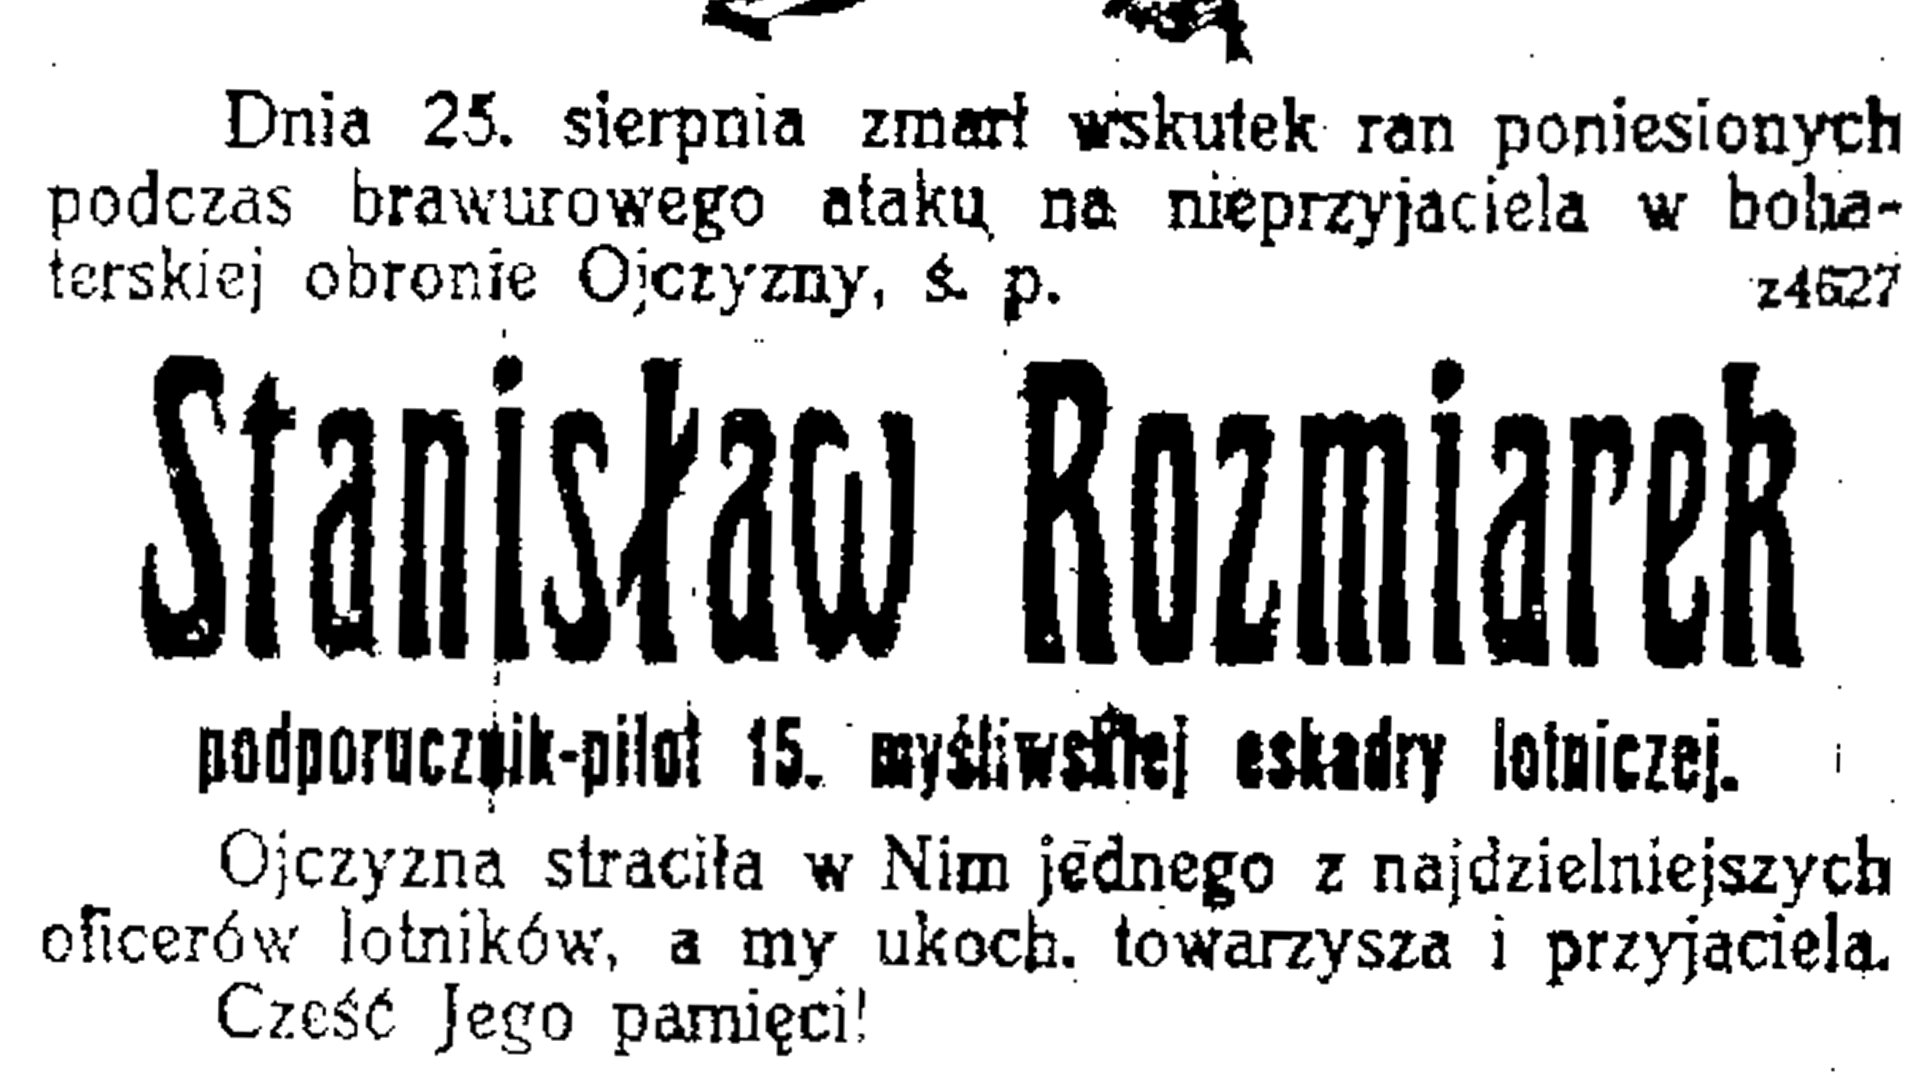 Dnia 25. sierpnia zmarł wskutek ran poniesionych
podczas brawurowego ataku na nieprzyjaciela w boha-
terskiej obronie Ojczyzny, ś. p. z4627
Stanisław Rozmiarek
podporucznik-pilot 15. myśliwskiej eskadry lotniczej.
Ojczyzna straciła w Nim jednego z najdzielniejszych
oficerów lotników, a my ukoch. towarzysza i przyjaciela.
Cześć Jego pamięci!